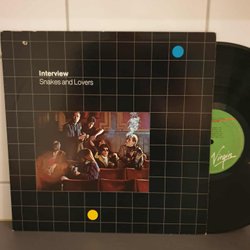 Interview
Snakes and Lovers
Virgin